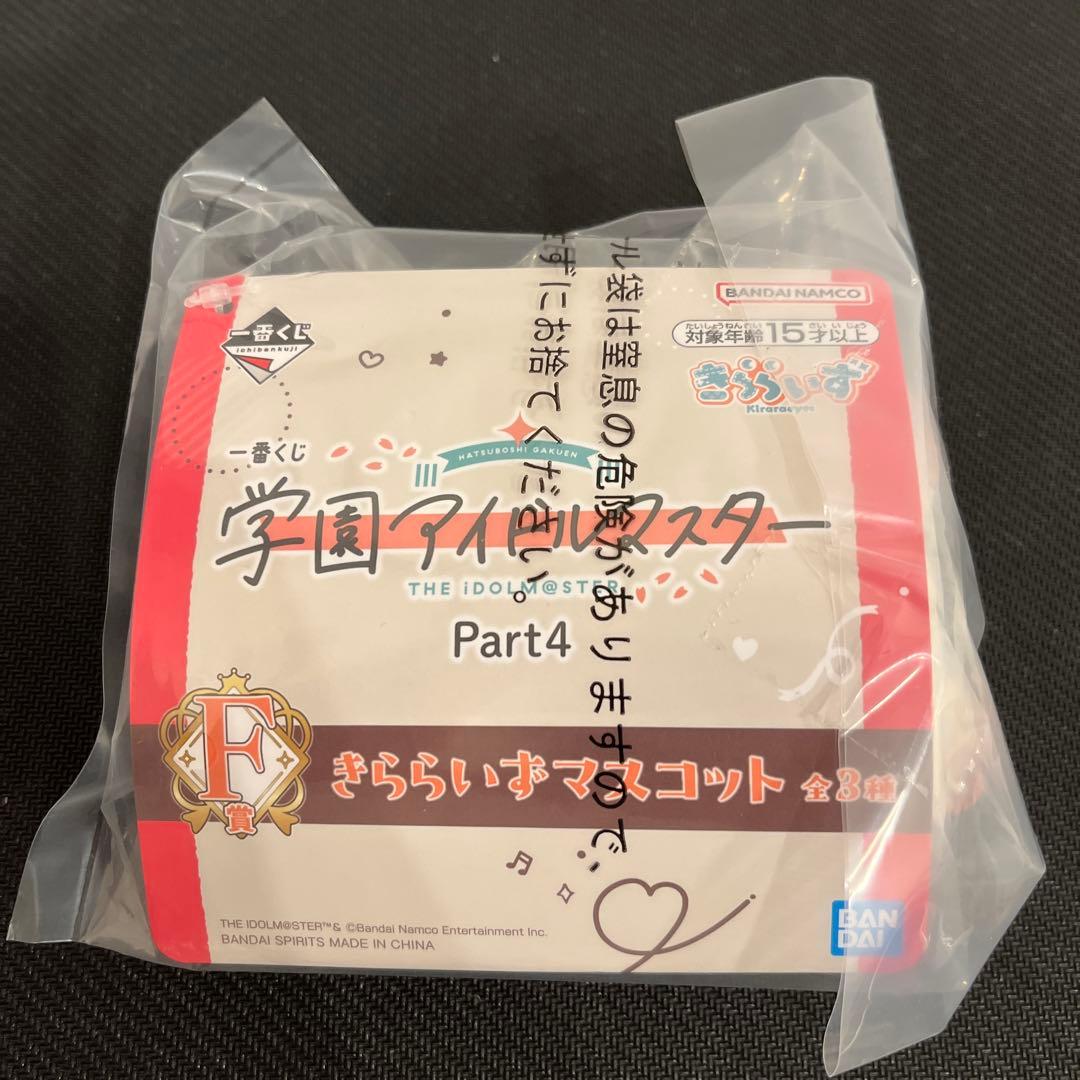 一番くじ
ichibankuji
BANDAI NAMCO
たいしょうねんれい さい いじょう
対象年齢15才以上
きららいず
Kiraraeyes
一番くじ
HATSUBOSHI GAKUEN
学園アイドルマスター
THE iDOLM@STER
Part4
F賞
きららいずマスコット 全3種
THE IDOLM@STER™& ©Bandai Namco Entertainment Inc.
BANDAI SPIRITS MADE IN CHINA
BAN
DAI
ル袋は窒息の危険がありますので、
せずにお捨てください。